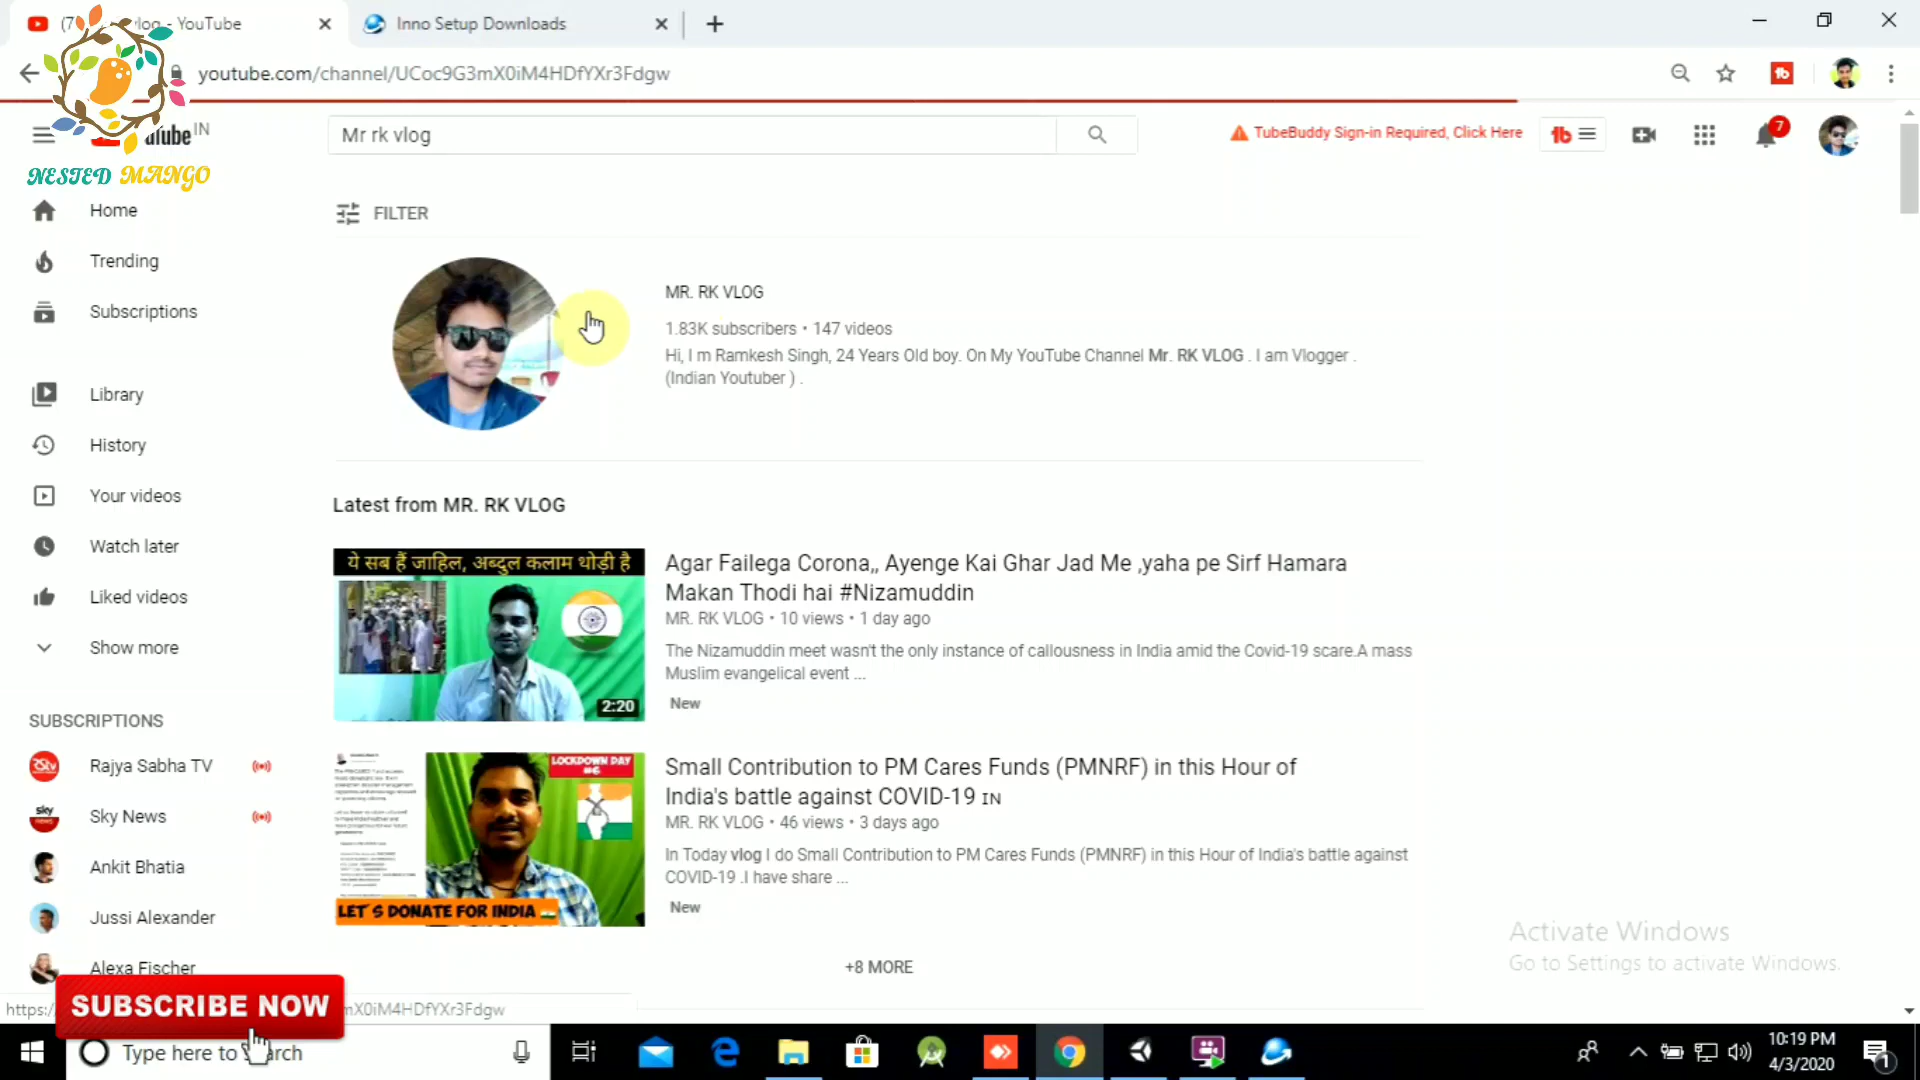 vlog - YouTube
Inno Setup Downloads
youtube.com/channel/UCoc9G3mX0iM4HDfYXr3Fdgw
IN
Mr rk vlog
TubeBuddy Sign-in Required, Click Here
7
NESTED MANGO
FILTER
Home
Trending
Subscriptions
Library
History
Your videos
Watch later
Liked videos
Show more
SUBSCRIPTIONS
Rajya Sabha TV
Sky News
Ankit Bhatia
Jussi Alexander
Alexa Fischer
MR. RK VLOG
1.83K subscribers • 147 videos
Hi, I m Ramkesh Singh, 24 Years Old boy. On My YouTube Channel Mr. RK VLOG . I am Vlogger .
(Indian Youtuber ) .
Latest from MR. RK VLOG
ये सब हैं जाहिल, अब्दुल कलाम थोड़ी है
2:20
Agar Failega Corona,, Ayenge Kai Ghar Jad Me ,yaha pe Sirf Hamara
Makan Thodi hai #Nizamuddin
MR. RK VLOG • 10 views • 1 day ago
The Nizamuddin meet wasn't the only instance of callousness in India amid the Covid-19 scare.A mass
Muslim evangelical event ...
New
LOCKDOWN DAY
#6
LET'S DONATE FOR INDIA
Small Contribution to PM Cares Funds (PMNRF) in this Hour of
India's battle against COVID-19 IN
MR. RK VLOG • 46 views • 3 days ago
In Today vlog I do Small Contribution to PM Cares Funds (PMNRF) in this Hour of India's battle against
COVID-19 .I have share ...
New
+8 MORE
Activate Windows
Go to Settings to activate Windows.
SUBSCRIBE NOW
https:/
mX0iM4HDfYXr3Fdgw
Type here to
10:19 PM
4/3/2020
1